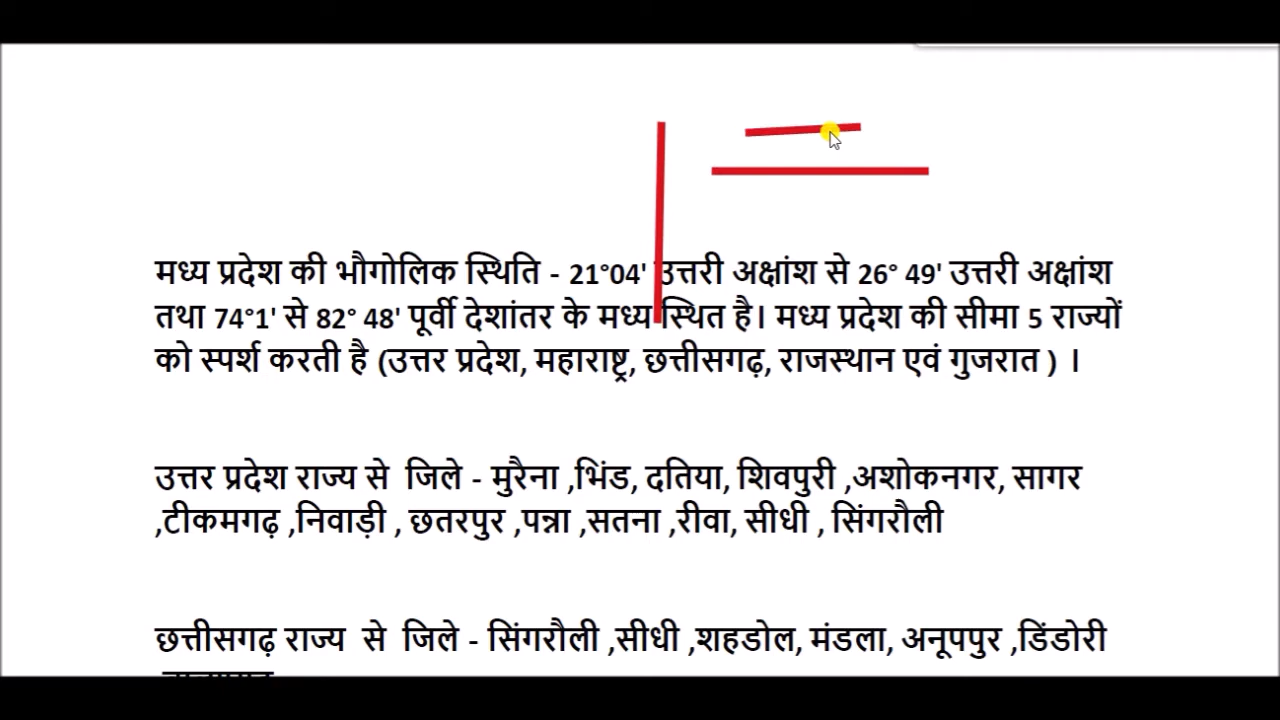 मध्य प्रदेश की भौगोलिक स्थिति - 21°04' उत्तरी अक्षांश से 26° 49' उत्तरी अक्षांश
तथा 74°1' से 82° 48' पूर्वी देशांतर के मध्य स्थित है। मध्य प्रदेश की सीमा 5 राज्यों
को स्पर्श करती है (उत्तर प्रदेश, महाराष्ट्र, छत्तीसगढ़, राजस्थान एवं गुजरात ) ।
उत्तर प्रदेश राज्य से जिले - मुरैना ,भिंड, दतिया, शिवपुरी ,अशोकनगर, सागर
,टीकमगढ़ ,निवाड़ी , छतरपुर ,पन्ना ,सतना ,रीवा, सीधी , सिंगरौली
छत्तीसगढ़ राज्य से जिले - सिंगरौली ,सीधी ,शहडोल, मंडला, अनूपपुर ,डिंडोरी